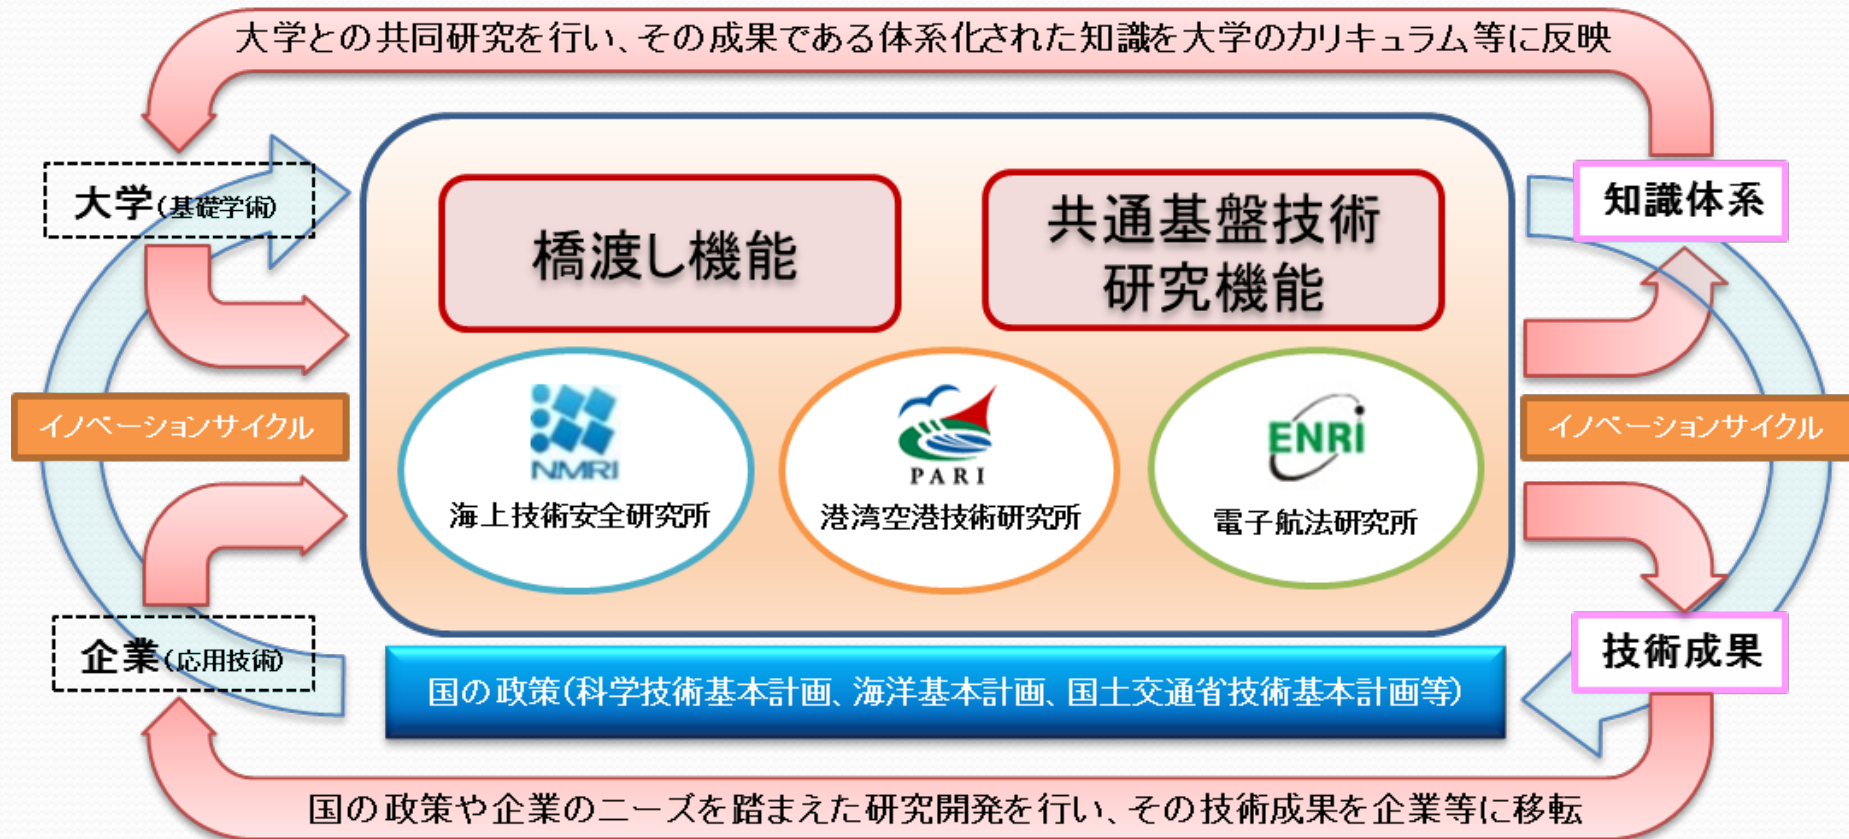 大学との共同研究を行い、その成果である体系化された知識を大学のカリキュラム等に反映
大学(基礎学術)
橋渡し機能
共通基盤技術
研究機能
知識体系
イノベーションサイクル
NMRI
海上技術安全研究所
PARI
港湾空港技術研究所
ENRI
電子航法研究所
イノベーションサイクル
企業(応用技術)
技術成果
国の政策(科学技術基本計画、海洋基本計画、国土交通省技術基本計画等)
国の政策や企業のニーズを踏まえた研究開発を行い、その技術成果を企業等に移転